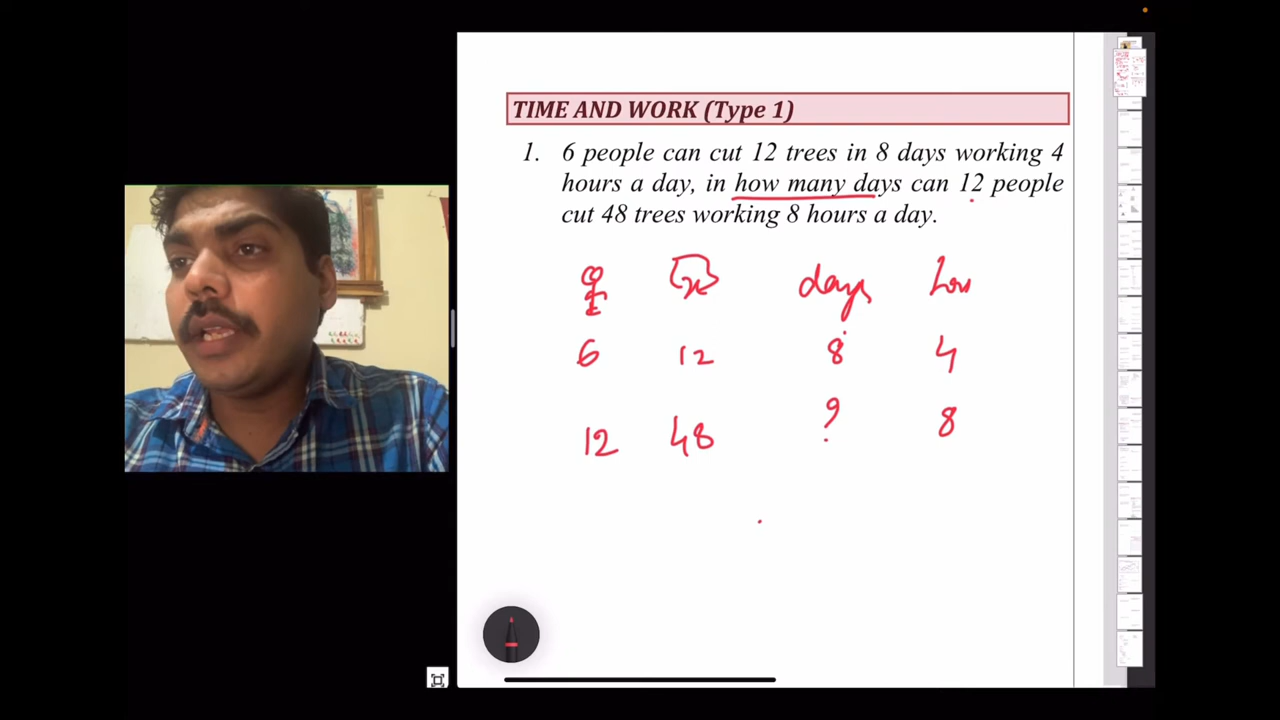 TIME AND WORK (Type 1)
1. 6 people can cut 12 trees in 8 days working 4
hours a day, in how many days can 12 people
cut 48 trees working 8 hours a day.
days
6 12 8 4
12 48 ? 8